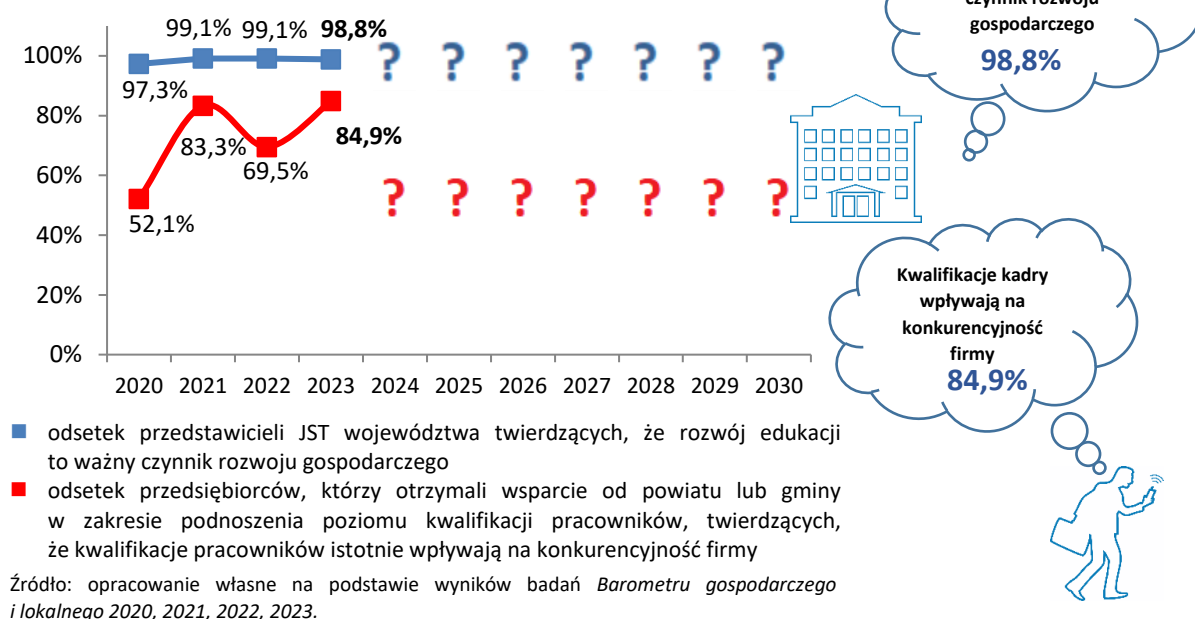 czynnik rozwoju
gospodarczego
98,8%
99,1% 99,1% 98,8%
100%
? ? ? ? ? ? ?
97,3%
80%
84,9%
83,3%
69,5%
60%
? ? ? ? ? ? ?
52,1%
40%
20%
0%
2020 2021 2022 2023 2024 2025 2026 2027 2028 2029 2030
Kwalifikacje kadry
wpływają na
konkurencyjność
firmy
84,9%
odsetek przedstawicieli JST województwa twierdzących, że rozwój edukacji
to ważny czynnik rozwoju gospodarczego
odsetek przedsiębiorców, którzy otrzymali wsparcie od powiatu lub gminy
w zakresie podnoszenia poziomu kwalifikacji pracowników, twierdzących,
że kwalifikacje pracowników istotnie wpływają na konkurencyjność firmy
Źródło: opracowanie własne na podstawie wyników badań Barometru gospodarczego
i lokalnego 2020, 2021, 2022, 2023.